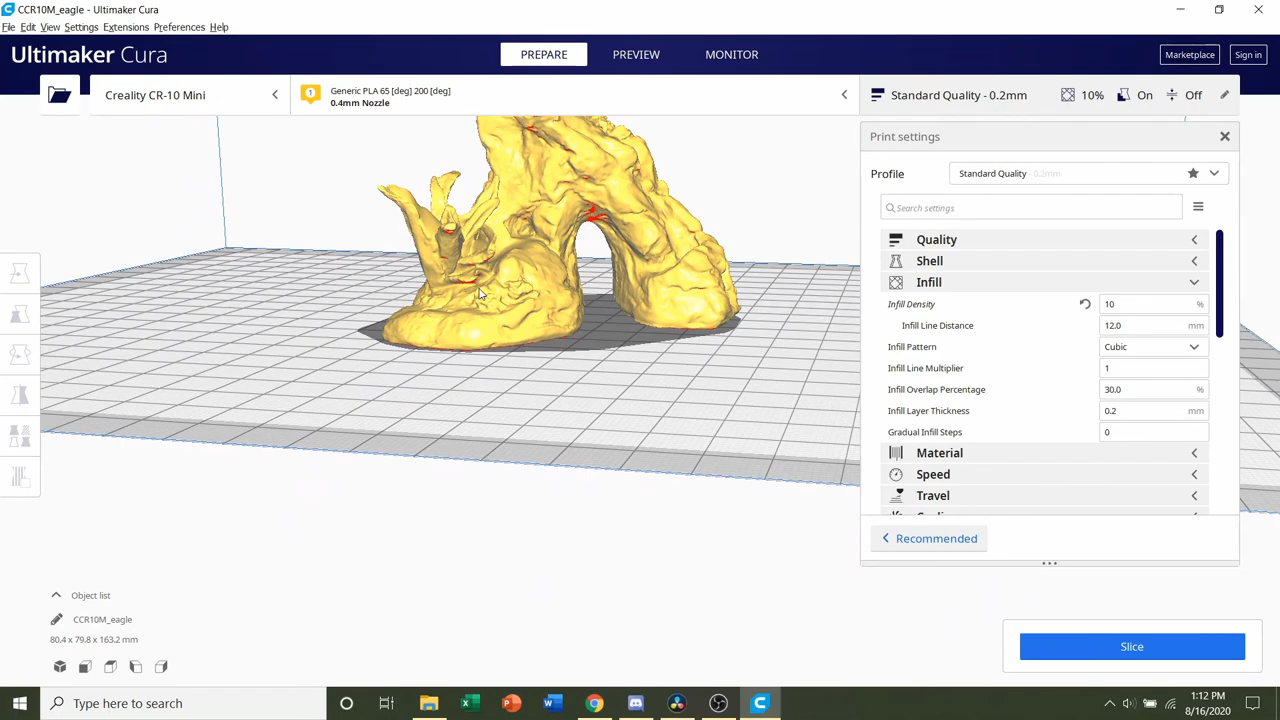 CCR10M_eagle - Ultimaker Cura
File Edit View Settings Extensions Preferences Help
Ultimaker Cura
PREPARE
PREVIEW
MONITOR
Marketplace
Sign in
Creality CR-10 Mini
1
Generic PLA 65 [deg] 200 [deg]
0.4mm Nozzle
Standard Quality - 0.2mm
10%
On
Off
Print settings
Profile
Standard Quality - 0.2mm
Search settings
Quality
Shell
Infill
Infill Density 10 %
Infill Line Distance 12.0 mm
Infill Pattern Cubic
Infill Line Multiplier 1
Infill Overlap Percentage 30.0 %
Infill Layer Thickness 0.2 mm
Gradual Infill Steps 0
Material
Speed
Travel
Recommended
Object list
CCR10M_eagle
80.4 x 79.8 x 163.2 mm
Slice
Type here to search
1:12 PM
8/16/2020